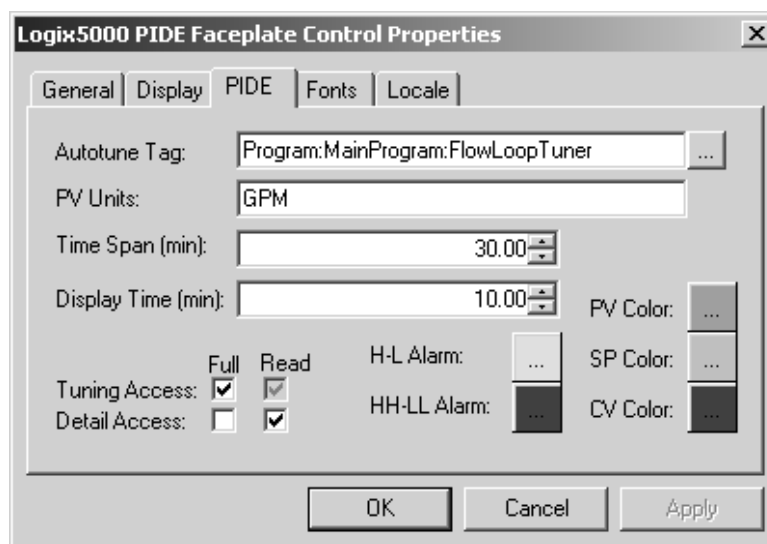 Logix5000 PIDE Faceplate Control Properties
General Display PIDE Fonts Locale
Autotune Tag: Program:MainProgram:FlowLoopTuner ...
PV Units: GPM
Time Span (min): 30.00
Display Time (min): 10.00 PV Color: ...
Full Read H-L Alarm: ... SP Color: ...
Tuning Access:
Detail Access: HH-LL Alarm: ... CV Color: ...
OK Cancel Apply